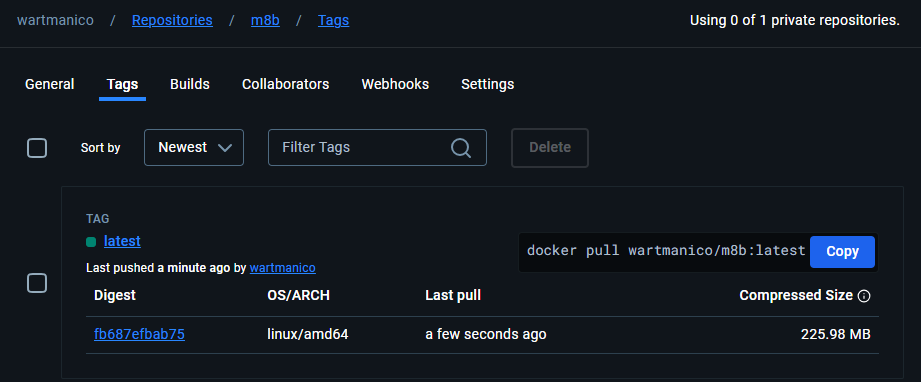 wartmanico / Repositories / m8b / Tags
Using 0 of 1 private repositories.
General Tags Builds Collaborators Webhooks Settings
Sort by Newest Filter Tags Delete
TAG
latest
docker pull wartmanico/m8b:latest Copy
Last pushed a minute ago by wartmanico
Digest OS/ARCH Last pull Compressed Size
fb687efbab75 linux/amd64 a few seconds ago 225.98 MB